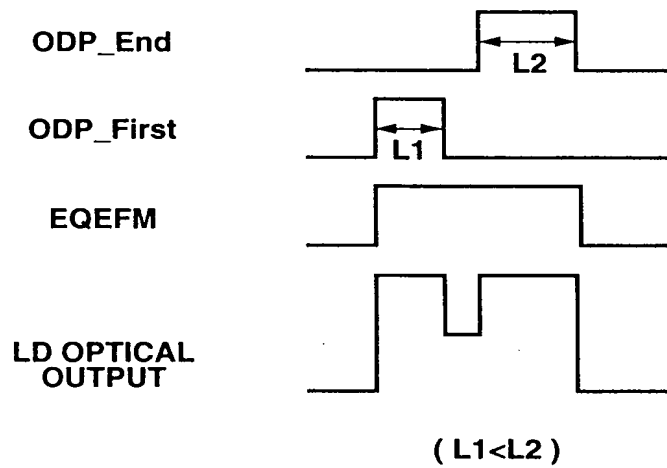 ODP_End
L2
ODP_First
L1
EQEFM
LD OPTICAL
OUTPUT
( L1<L2 )